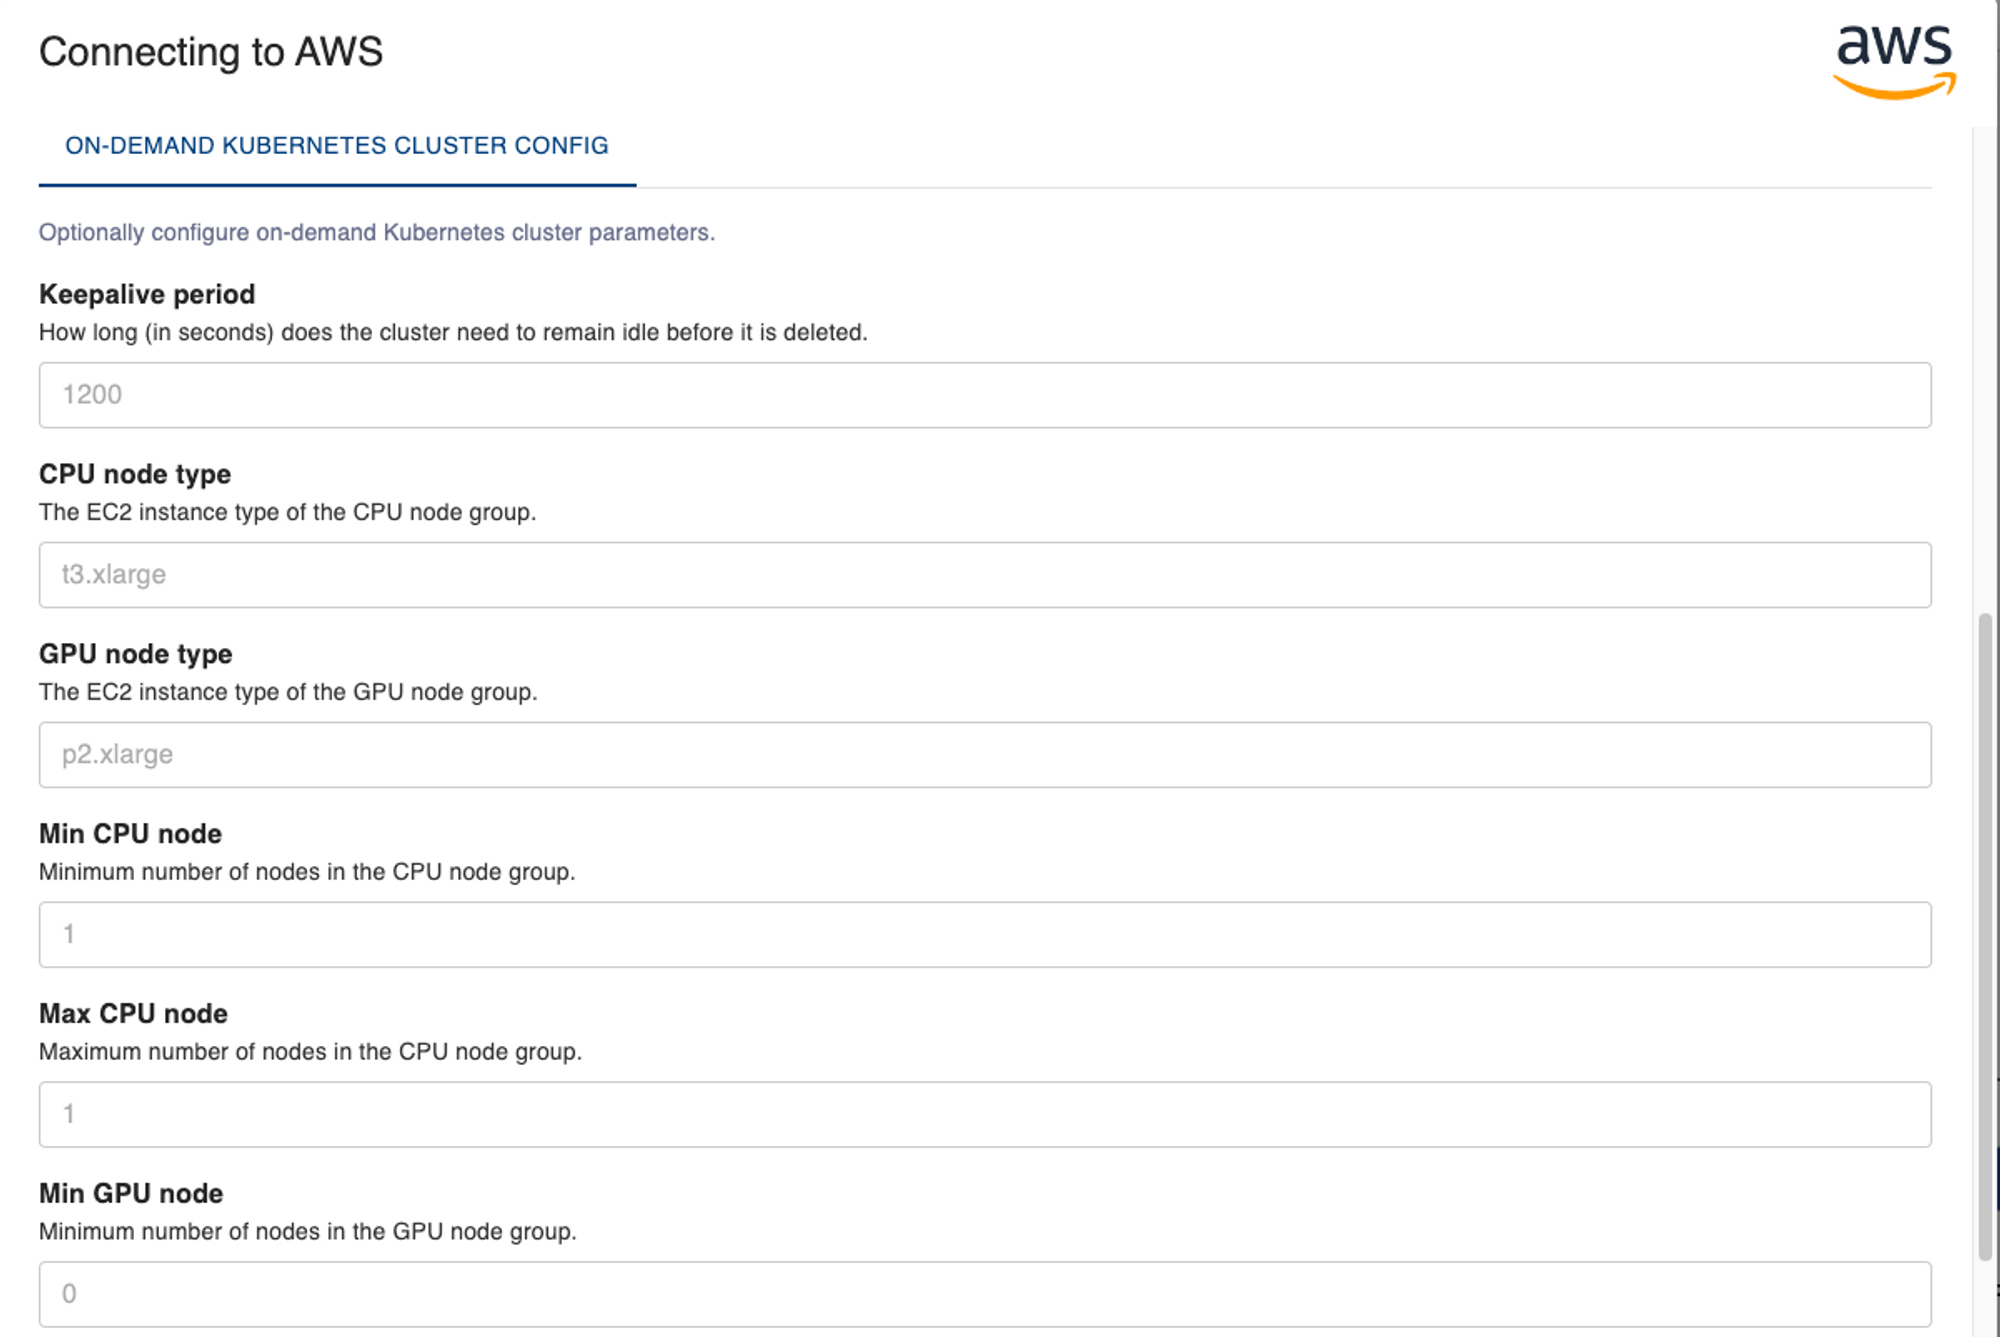 Connecting to AWS
aws
ON-DEMAND KUBERNETES CLUSTER CONFIG
Optionally configure on-demand Kubernetes cluster parameters.
Keepalive period
How long (in seconds) does the cluster need to remain idle before it is deleted.
1200
CPU node type
The EC2 instance type of the CPU node group.
t3.xlarge
GPU node type
The EC2 instance type of the GPU node group.
p2.xlarge
Min CPU node
Minimum number of nodes in the CPU node group.
1
Max CPU node
Maximum number of nodes in the CPU node group.
1
Min GPU node
Minimum number of nodes in the GPU node group.
0